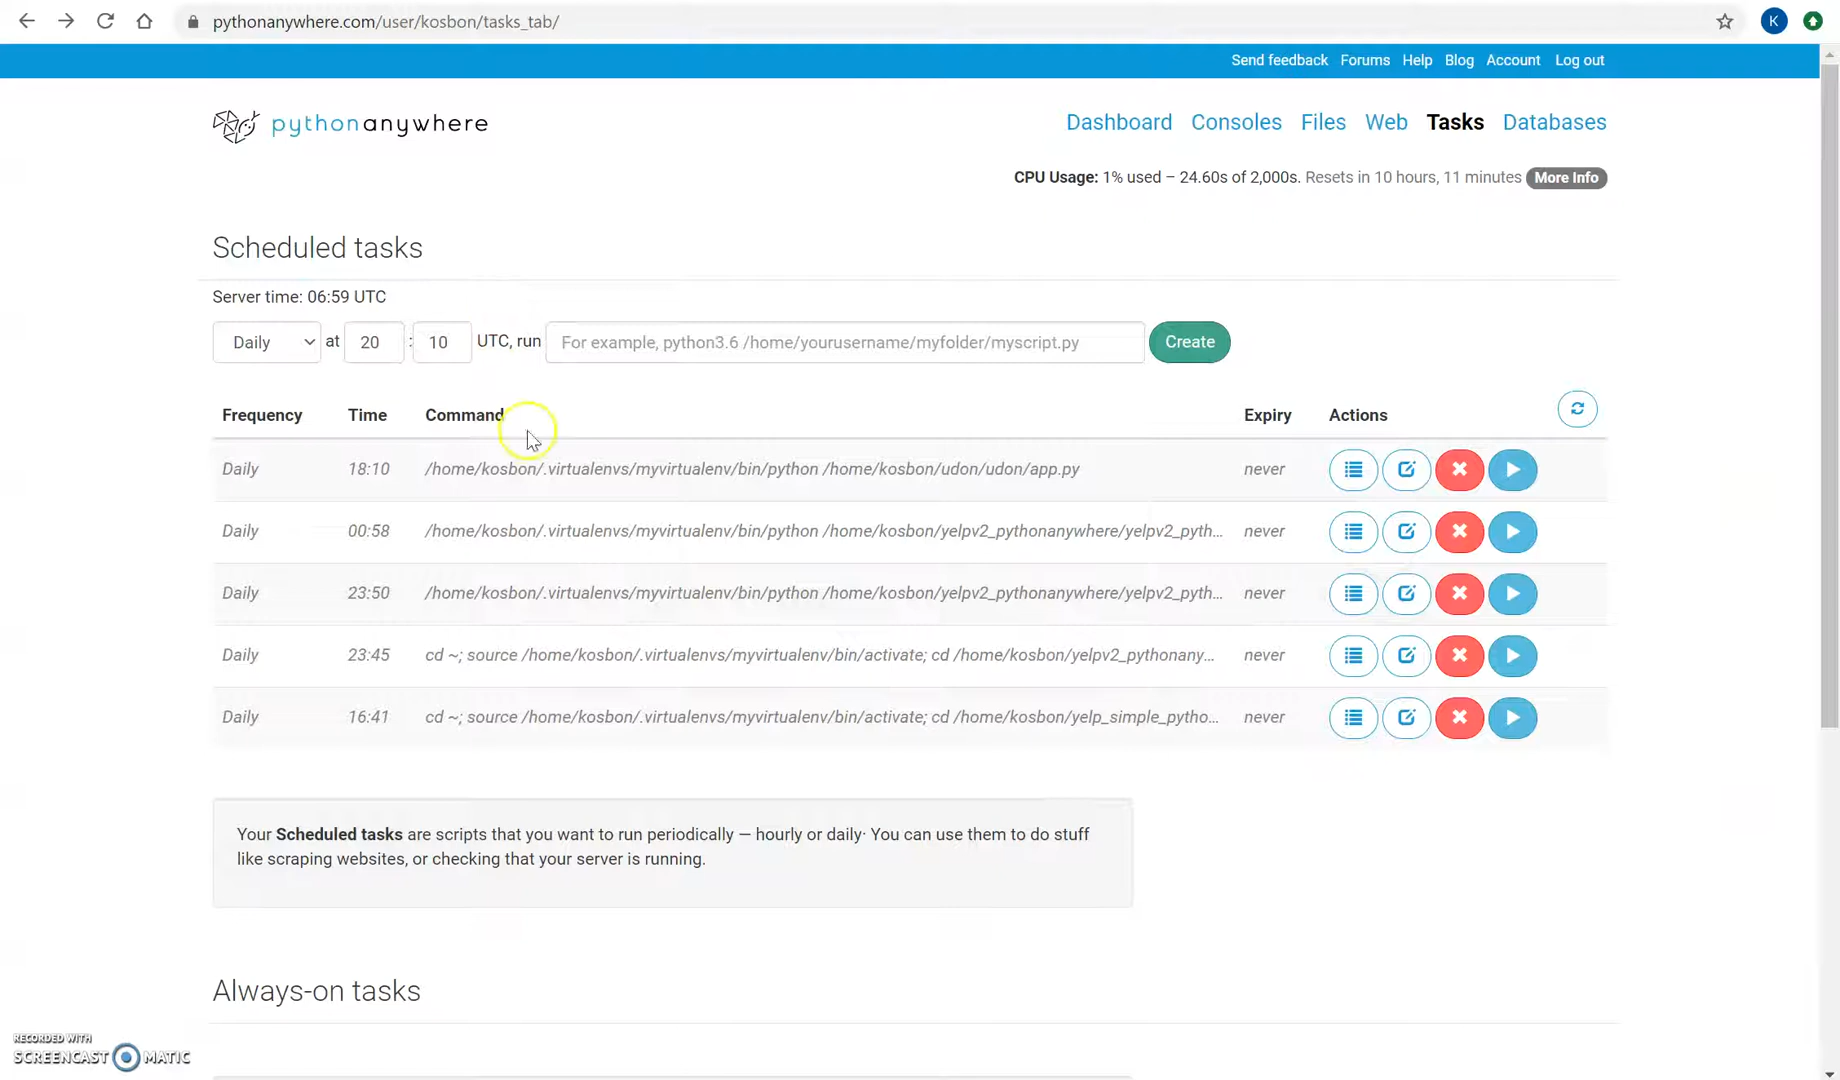 pythonanywhere.com/user/kosbon/tasks_tab/
K
Send feedback Forums Help Blog Account Log out
pythonanywhere
Dashboard Consoles Files Web Tasks Databases
CPU Usage: 1% used – 24.60s of 2,000s. Resets in 10 hours, 11 minutes More Info
Scheduled tasks
Server time: 06:59 UTC
Daily at 20 : 10 UTC, run For example, python3.6 /home/yourusername/myfolder/myscript.py Create
Frequency Time Command Expiry Actions
Daily 18:10 /home/kosbon/.virtualenvs/myvirtualenv/bin/python /home/kosbon/udon/udon/app.py never
Daily 00:58 /home/kosbon/.virtualenvs/myvirtualenv/bin/python /home/kosbon/yelpv2_pythonanywhere/yelpv2_pyth... never
Daily 23:50 /home/kosbon/.virtualenvs/myvirtualenv/bin/python /home/kosbon/yelpv2_pythonanywhere/yelpv2_pyth... never
Daily 23:45 cd ~; source /home/kosbon/.virtualenvs/myvirtualenv/bin/activate; cd /home/kosbon/yelpv2_pythonany... never
Daily 16:41 cd ~; source /home/kosbon/.virtualenvs/myvirtualenv/bin/activate; cd /home/kosbon/yelp_simple_pytho... never
Your Scheduled tasks are scripts that you want to run periodically — hourly or daily· You can use them to do stuff
like scraping websites, or checking that your server is running.
Always-on tasks
RECORDED WITH
SCREENCAST MATIC